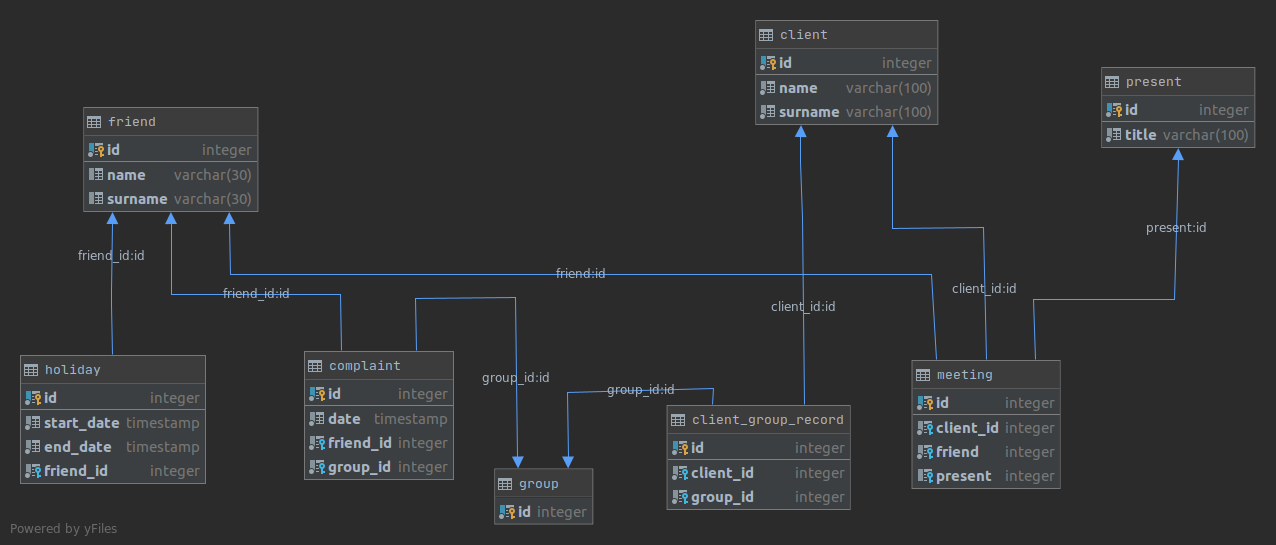 client
id integer
name varchar(100)
surname varchar(100)
present
id integer
title varchar(100)
friend
id integer
name varchar(30)
surname varchar(30)
friend_id:id
present:id
friend:id
friend_id:id
client_id:id
client_id:id
group_id:id
group_id:id
holiday
id integer
start_date timestamp
end_date timestamp
friend_id integer
complaint
id integer
date timestamp
friend_id integer
group_id integer
group
id integer
client_group_record
id integer
client_id integer
group_id integer
meeting
id integer
client_id integer
friend integer
present integer
Powered by yFiles